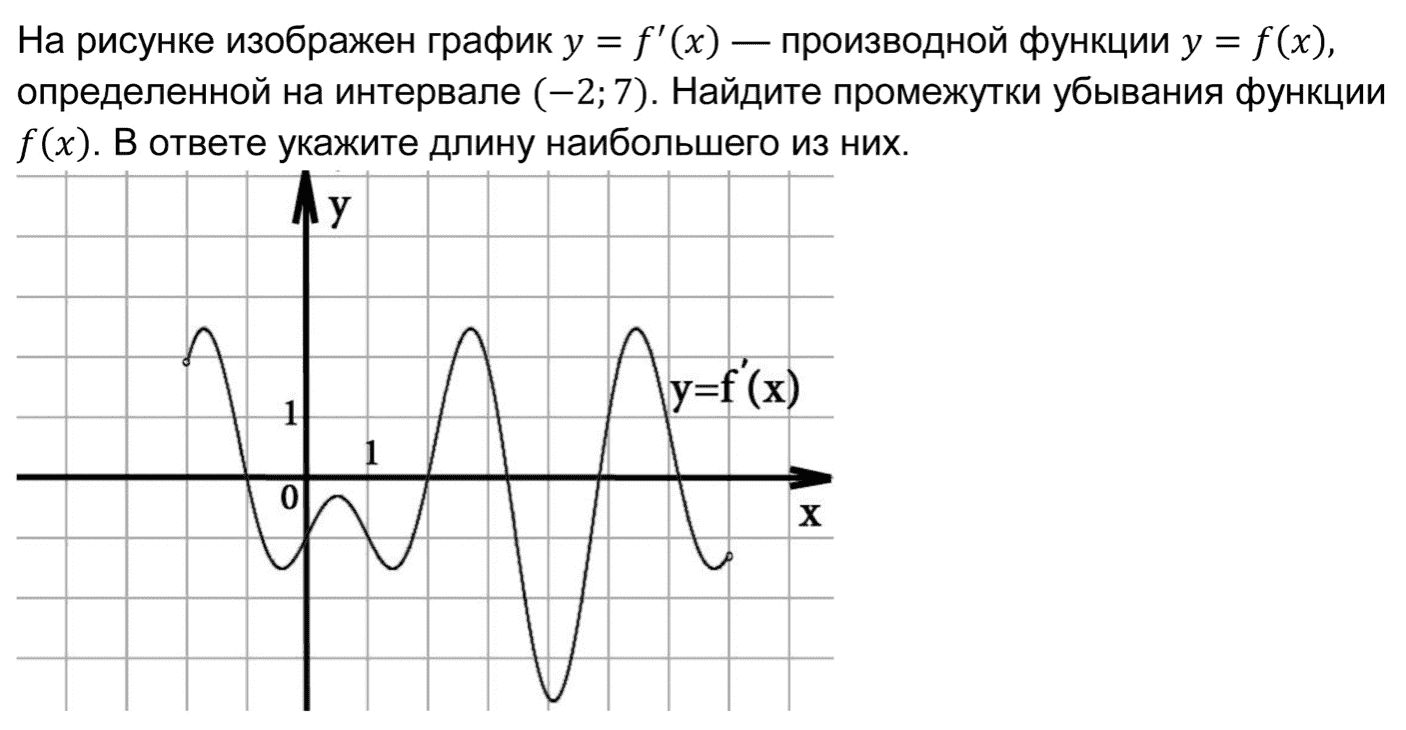 На рисунке изображен график y = f′(x) — производной функции y = f(x),
определенной на интервале (−2; 7). Найдите промежутки убывания функции
f(x). В ответе укажите длину наибольшего из них.
y
y=f′(x)
1
1
0
x